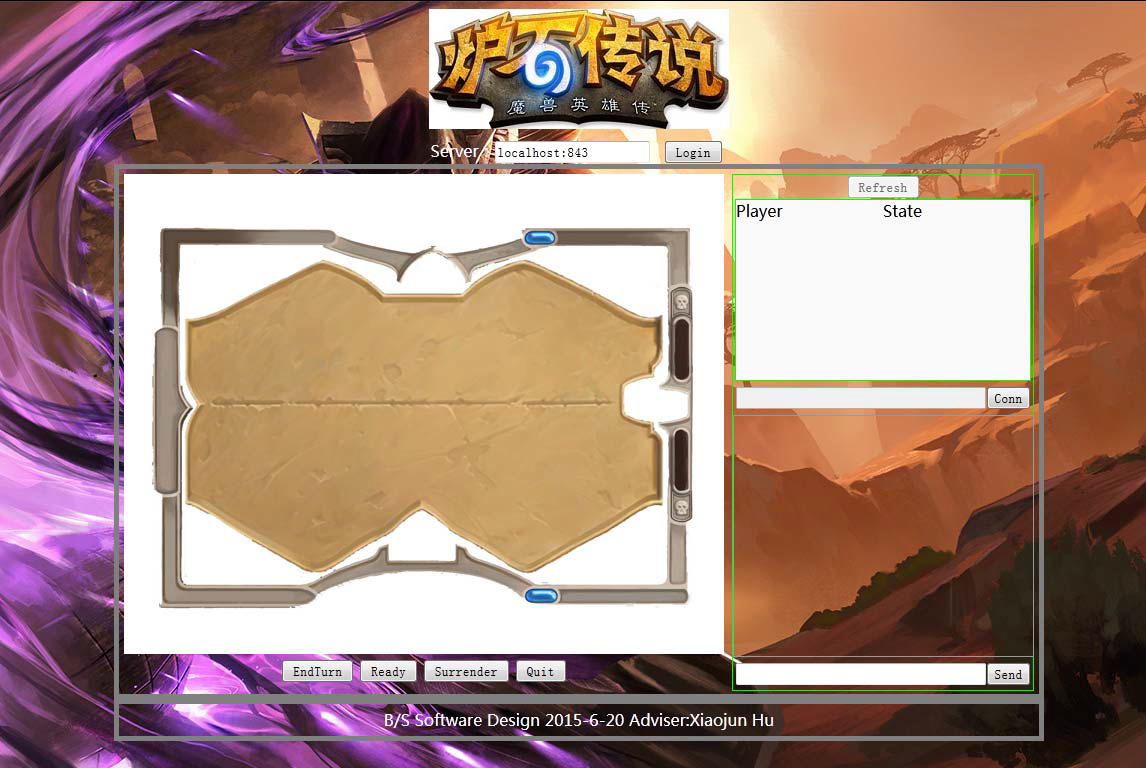 炉石传说
魔兽英雄传
Server : localhost:843 Login
Refresh
Player State
Conn
EndTurn Ready Surrender Quit
Send
B/S Software Design 2015-6-20 Adviser:Xiaojun Hu